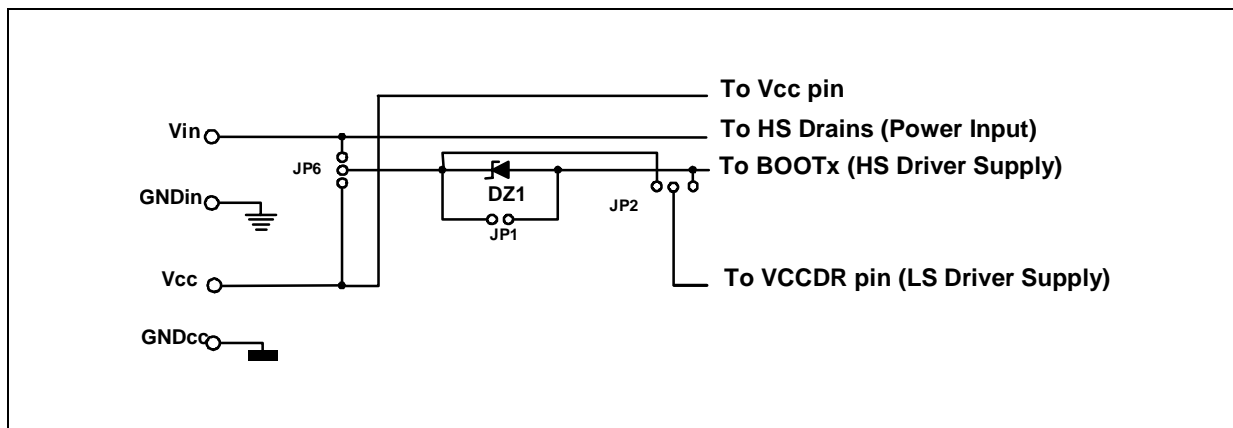 To Vcc pin
Vin
To HS Drains (Power Input)
JP6
To BOOTx (HS Driver Supply)
DZ1
GNDin
JP2
JP1
Vcc
To VCCDR pin (LS Driver Supply)
GNDcc